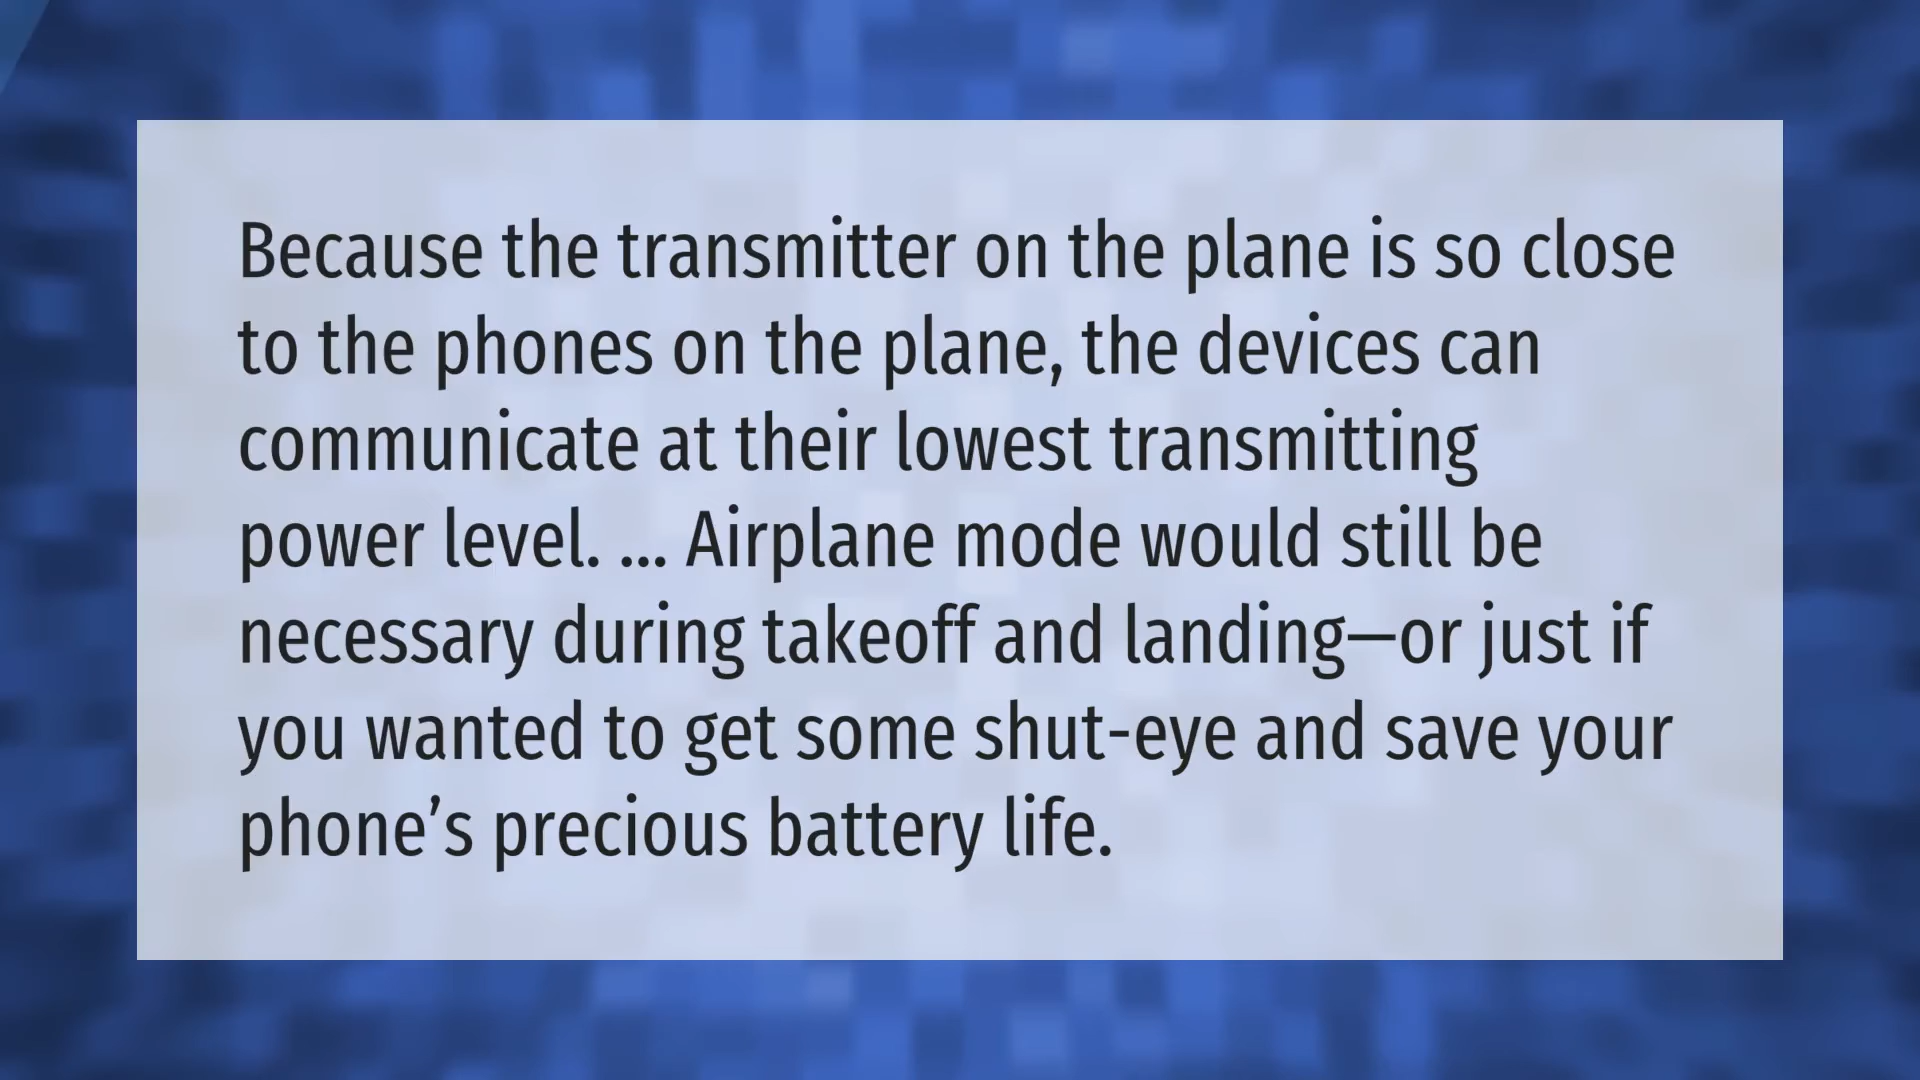 Because the transmitter on the plane is so close
to the phones on the plane, the devices can
communicate at their lowest transmitting
power level. ... Airplane mode would still be
necessary during takeoff and landing—or just if
you wanted to get some shut-eye and save your
phone’s precious battery life.